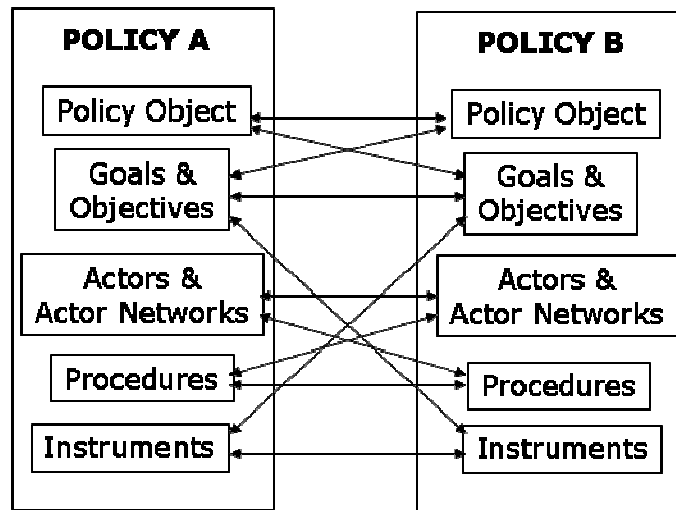 POLICY A
Policy Object
Goals &
Objectives
Actors &
Actor Networks
Procedures
Instruments
POLICY B
Policy Object
Goals &
Objectives
Actors &
Actor Networks
Procedures
Instruments